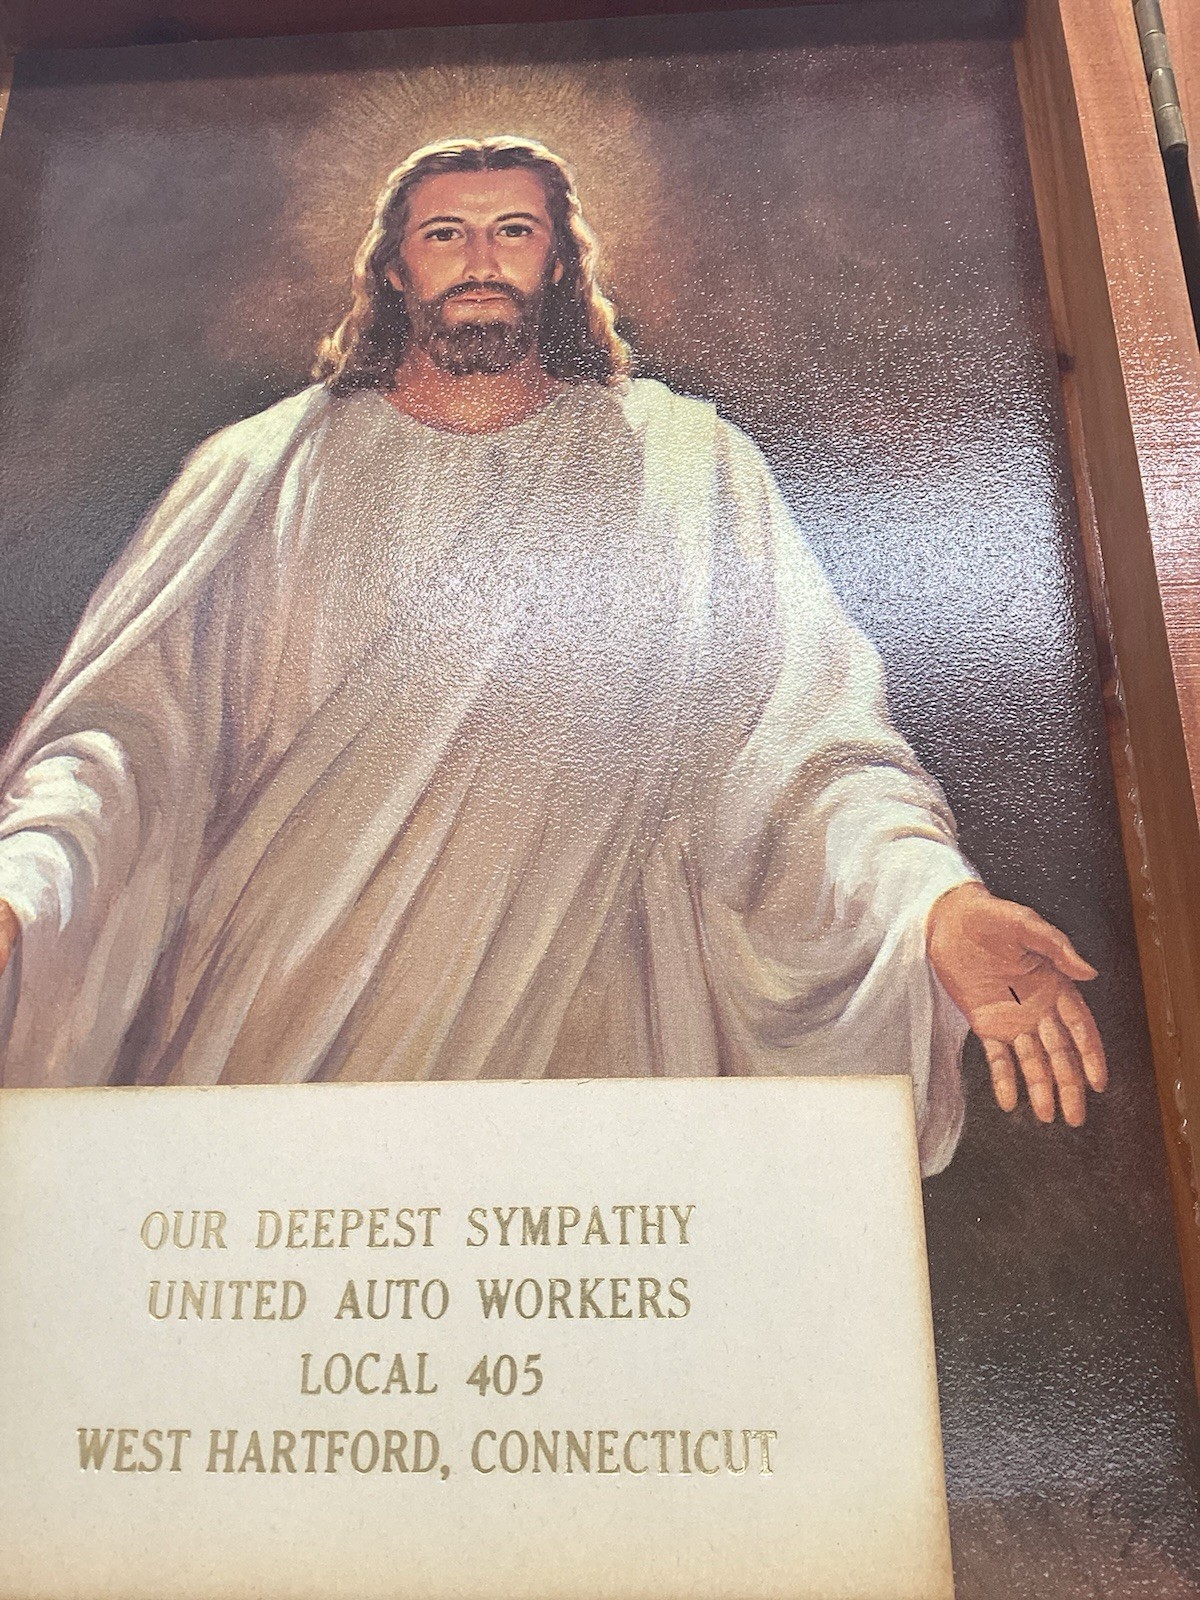 OUR DEEPEST SYMPATHY
UNITED AUTO WORKERS
LOCAL 405
WEST HARTFORD, CONNECTICUT